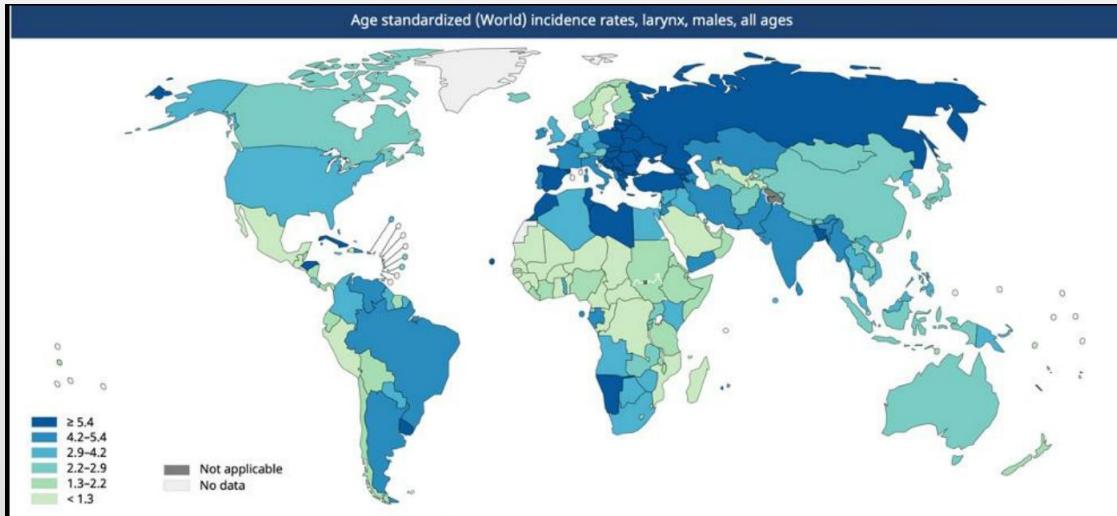 Age standardized (World) incidence rates, larynx, males, all ages
≥ 5.4
4.2–5.4
2.9–4.2
2.2–2.9
1.3–2.2
< 1.3
Not applicable
No data